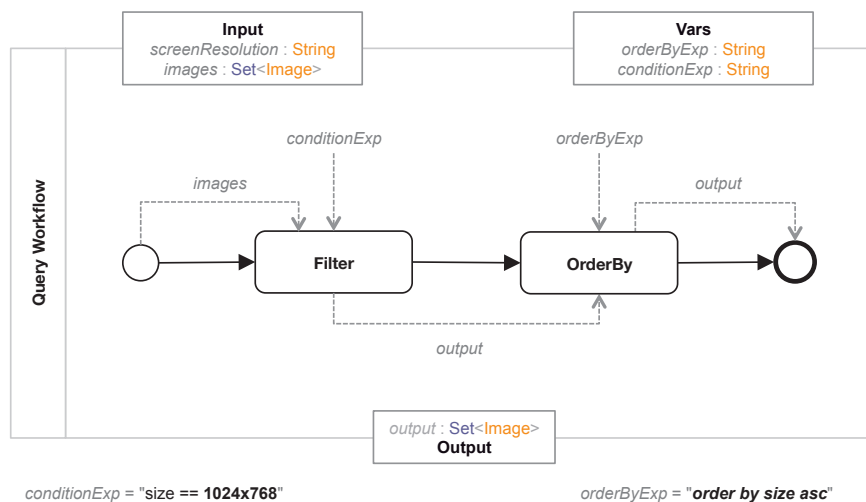 Input
screenResolution : String
images : Set<Image>
Vars
orderByExp : String
conditionExp : String
Query Workflow
conditionExp
orderByExp
images
output
Filter
OrderBy
output
output : Set<Image>
Output
conditionExp = "size == 1024x768"
orderByExp = "order by size asc"